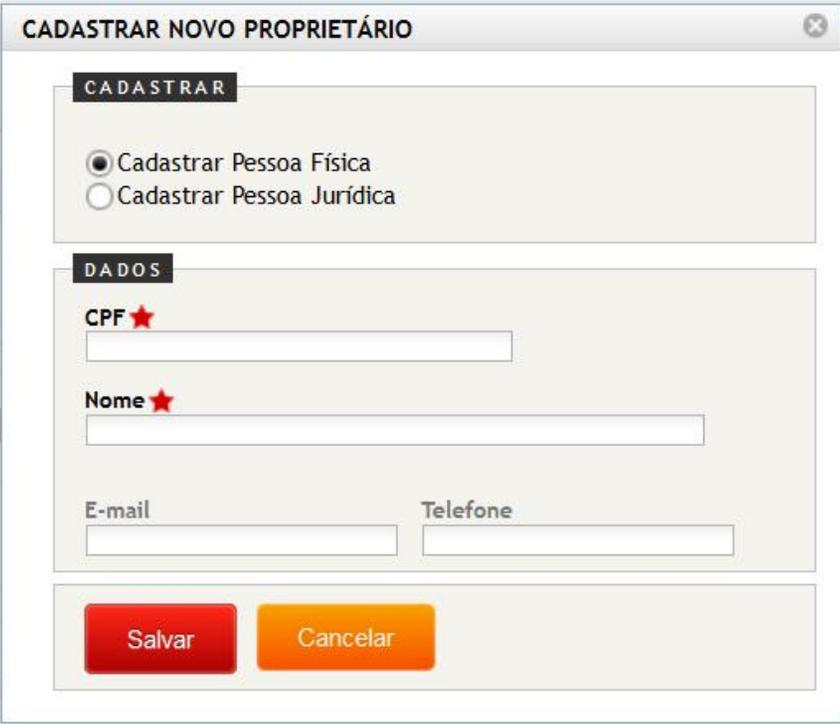 CADASTRAR NOVO PROPRIETÁRIO
CADASTRAR
Cadastrar Pessoa Física
Cadastrar Pessoa Jurídica
DADOS
CPF
Nome
E-mail Telefone
Salvar Cancelar